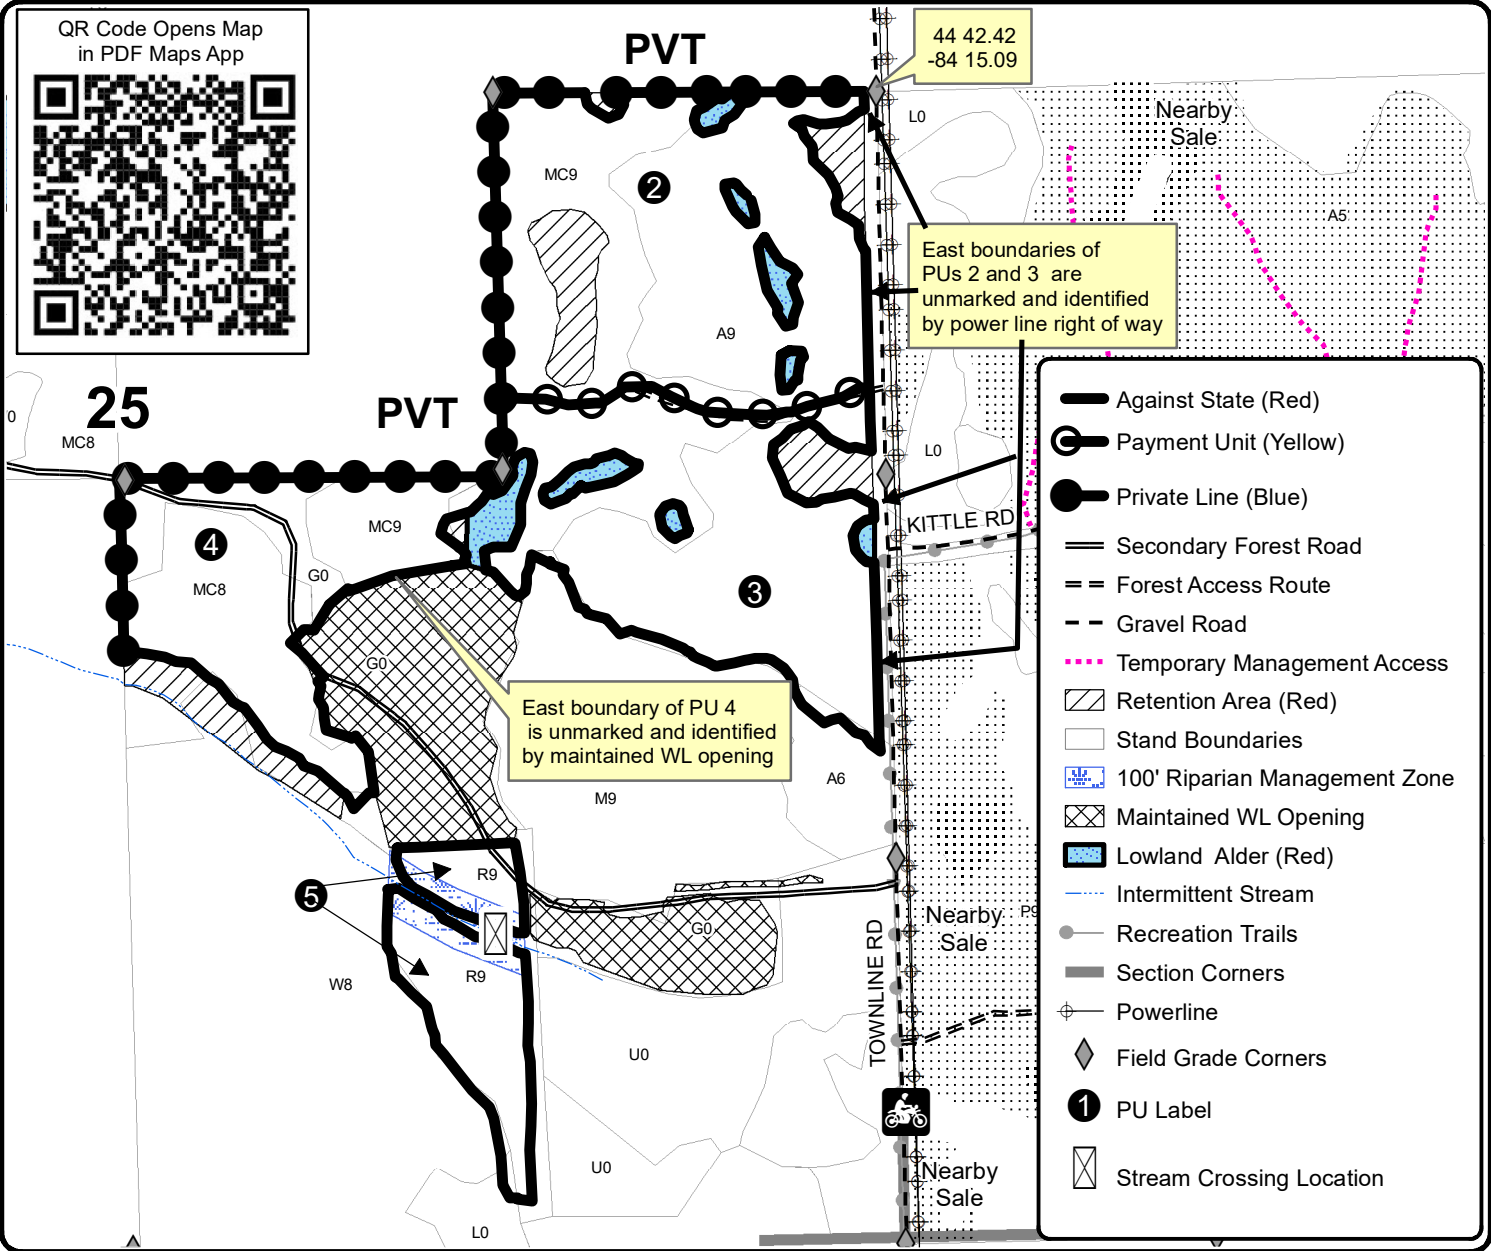 QR Code Opens Map
in PDF Maps App
PVT
44 42.42
-84 15.09
Nearby
Sale
L0
MC9
2
A5
East boundaries of
PUs 2 and 3 are
unmarked and identified
by power line right of way
A9
25
PVT
0
MC8
L0
KITTLE RD
MC9
4
G0
MC8
3
G0
East boundary of PU 4
is unmarked and identified
by maintained WL opening
A6
M9
R9
5
G0
Nearby
Sale
P9
TOWNLINE RD
R9
W8
U0
U0
Nearby
Sale
L0
Against State (Red)
Payment Unit (Yellow)
Private Line (Blue)
Secondary Forest Road
Forest Access Route
Gravel Road
Temporary Management Access
Retention Area (Red)
Stand Boundaries
100' Riparian Management Zone
Maintained WL Opening
Lowland Alder (Red)
Intermittent Stream
Recreation Trails
Section Corners
Powerline
Field Grade Corners
1 PU Label
Stream Crossing Location